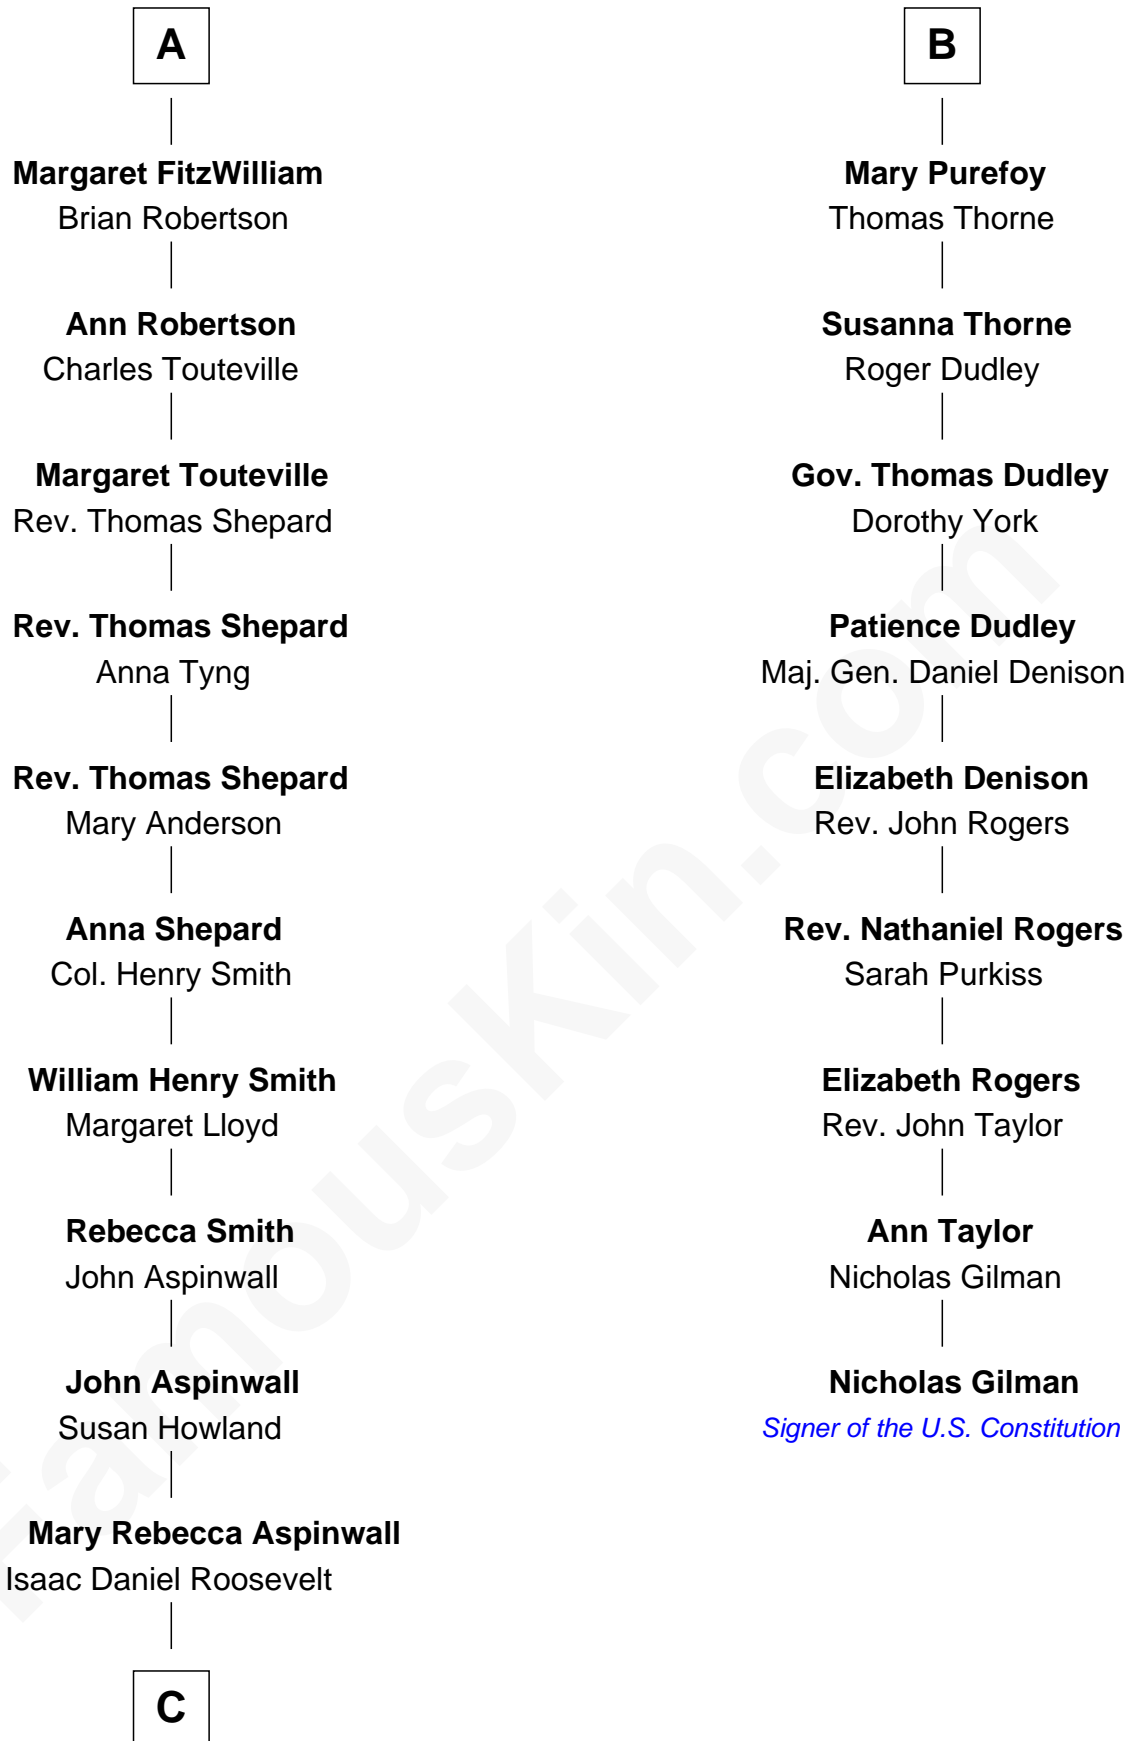 A
Margaret FitzWilliam
Brian Robertson
Ann Robertson
Charles Touteville
Margaret Touteville
Rev. Thomas Shepard
Rev. Thomas Shepard
Anna Tyng
Rev. Thomas Shepard
Mary Anderson
Anna Shepard
Col. Henry Smith
William Henry Smith
Margaret Lloyd
Rebecca Smith
John Aspinwall
John Aspinwall
Susan Howland
Mary Rebecca Aspinwall
Isaac Daniel Roosevelt
C
B
Mary Purefoy
Thomas Thorne
Susanna Thorne
Roger Dudley
Gov. Thomas Dudley
Dorothy York
Patience Dudley
Maj. Gen. Daniel Denison
Elizabeth Denison
Rev. John Rogers
Rev. Nathaniel Rogers
Sarah Purkiss
Elizabeth Rogers
Rev. John Taylor
Ann Taylor
Nicholas Gilman
Nicholas Gilman
Signer of the U.S. Constitution
FamousKin.com